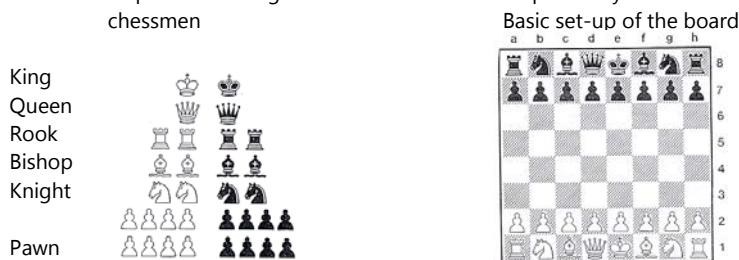 chessmen
Basic set-up of the board
a b c d e f g h
King
Queen
Rook
Bishop
Knight
Pawn
8
7
6
5
4
3
2
1